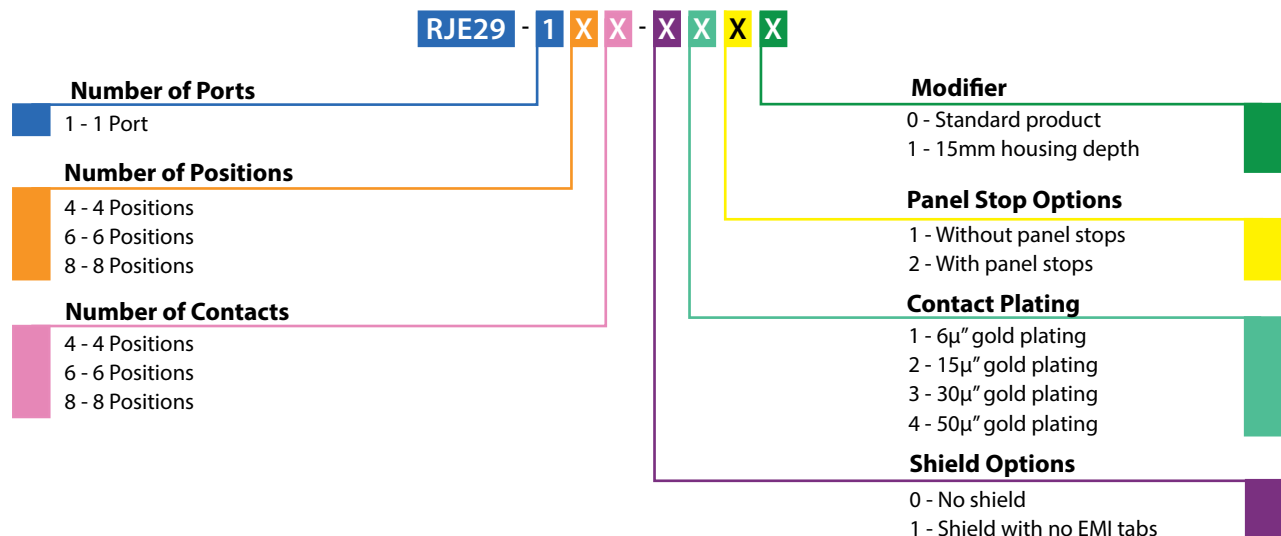 RJE29 - 1 X X - X X X X
Number of Ports
1 - 1 Port
Number of Positions
4 - 4 Positions
6 - 6 Positions
8 - 8 Positions
Number of Contacts
4 - 4 Positions
6 - 6 Positions
8 - 8 Positions
Modifier
0 - Standard product
1 - 15mm housing depth
Panel Stop Options
1 - Without panel stops
2 - With panel stops
Contact Plating
1 - 6µ” gold plating
2 - 15µ” gold plating
3 - 30µ” gold plating
4 - 50µ” gold plating
Shield Options
0 - No shield
1 - Shield with no EMI tabs